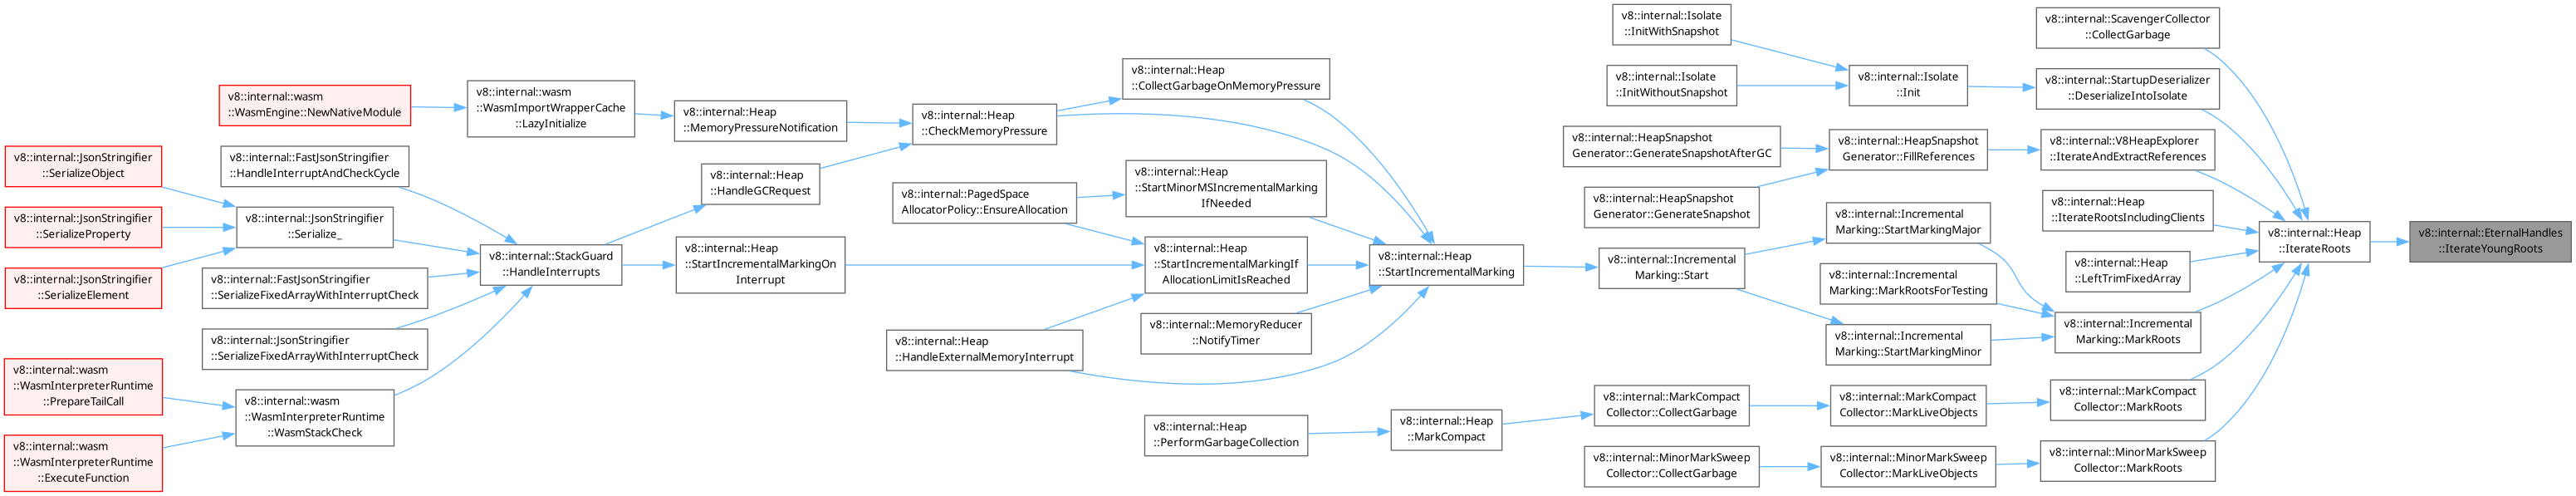 v8::internal::wasm
::WasmEngine::NewNativeModule
v8::internal::JsonStringifier
::SerializeObject
v8::internal::JsonStringifier
::SerializeProperty
v8::internal::JsonStringifier
::SerializeElement
v8::internal::wasm
::WasmInterpreterRuntime
::PrepareTailCall
v8::internal::wasm
::WasmInterpreterRuntime
::ExecuteFunction
v8::internal::FastJsonStringifier
::HandleInterruptAndCheckCycle
v8::internal::JsonStringifier
::Serialize_
v8::internal::FastJsonStringifier
::SerializeFixedArrayWithInterruptCheck
v8::internal::JsonStringifier
::SerializeFixedArrayWithInterruptCheck
v8::internal::wasm
::WasmInterpreterRuntime
::WasmStackCheck
v8::internal::wasm
::WasmImportWrapperCache
::LazyInitialize
v8::internal::StackGuard
::HandleInterrupts
v8::internal::Heap
::MemoryPressureNotification
v8::internal::Heap
::HandleGCRequest
v8::internal::Heap
::StartIncrementalMarkingOn
Interrupt
v8::internal::Heap
::CheckMemoryPressure
v8::internal::PagedSpace
AllocatorPolicy::EnsureAllocation
v8::internal::Heap
::HandleExternalMemoryInterrupt
v8::internal::Heap
::CollectGarbageOnMemoryPressure
v8::internal::Heap
::StartMinorMSIncrementalMarking
IfNeeded
v8::internal::Heap
::StartIncrementalMarkingIf
AllocationLimitIsReached
v8::internal::MemoryReducer
::NotifyTimer
v8::internal::Heap
::PerformGarbageCollection
v8::internal::Heap
::StartIncrementalMarking
v8::internal::Heap
::MarkCompact
v8::internal::Isolate
::InitWithSnapshot
v8::internal::Isolate
::InitWithoutSnapshot
v8::internal::HeapSnapshot
Generator::GenerateSnapshotAfterGC
v8::internal::HeapSnapshot
Generator::GenerateSnapshot
v8::internal::Incremental
Marking::Start
v8::internal::MarkCompact
Collector::CollectGarbage
v8::internal::MinorMarkSweep
Collector::CollectGarbage
v8::internal::Isolate
::Init
v8::internal::HeapSnapshot
Generator::FillReferences
v8::internal::Incremental
Marking::StartMarkingMajor
v8::internal::Incremental
Marking::MarkRootsForTesting
v8::internal::Incremental
Marking::StartMarkingMinor
v8::internal::MarkCompact
Collector::MarkLiveObjects
v8::internal::MinorMarkSweep
Collector::MarkLiveObjects
v8::internal::ScavengerCollector
::CollectGarbage
v8::internal::StartupDeserializer
::DeserializeIntoIsolate
v8::internal::V8HeapExplorer
::IterateAndExtractReferences
v8::internal::Heap
::IterateRootsIncludingClients
v8::internal::Heap
::LeftTrimFixedArray
v8::internal::Incremental
Marking::MarkRoots
v8::internal::MarkCompact
Collector::MarkRoots
v8::internal::MinorMarkSweep
Collector::MarkRoots
v8::internal::Heap
::IterateRoots
v8::internal::EternalHandles
::IterateYoungRoots